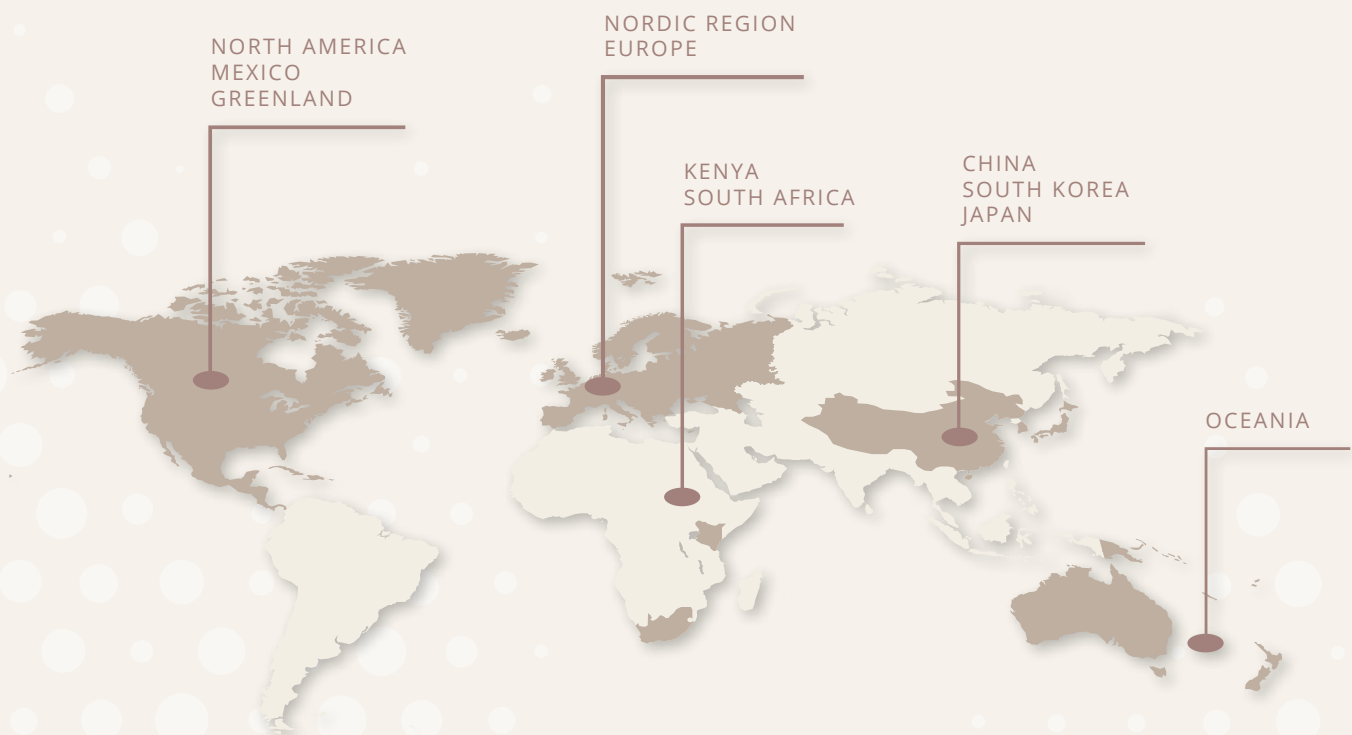 NORTH AMERICA
MEXICO
GREENLAND
NORDIC REGION
EUROPE
KENYA
SOUTH AFRICA
CHINA
SOUTH KOREA
JAPAN
OCEANIA